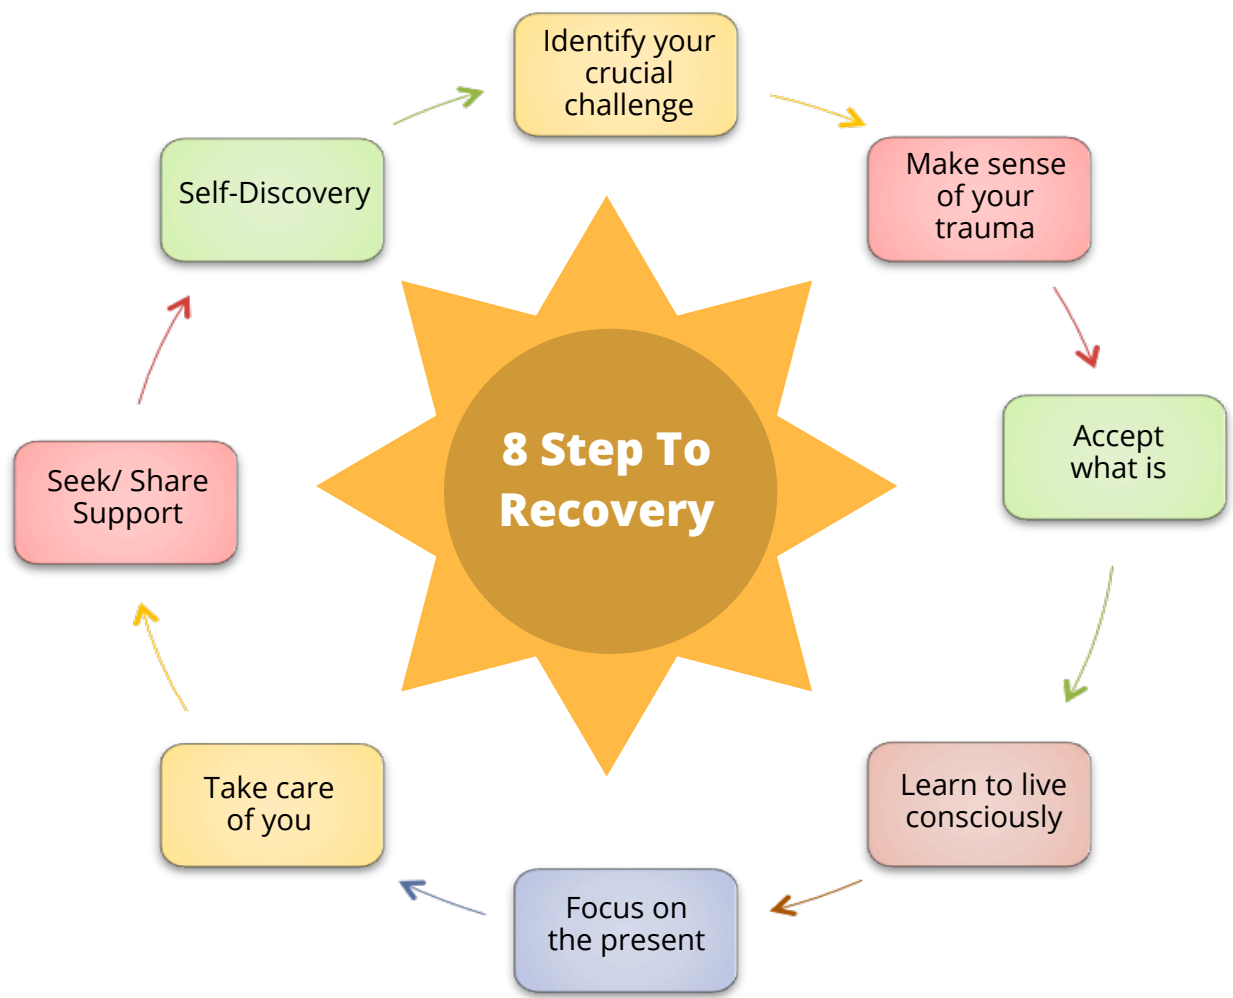 Identify your
crucial
challenge
Make sense
of your
trauma
Accept
what is
Learn to live
consciously
Focus on
the present
Take care
of you
Seek/ Share
Support
Self-Discovery
8 Step To
Recovery